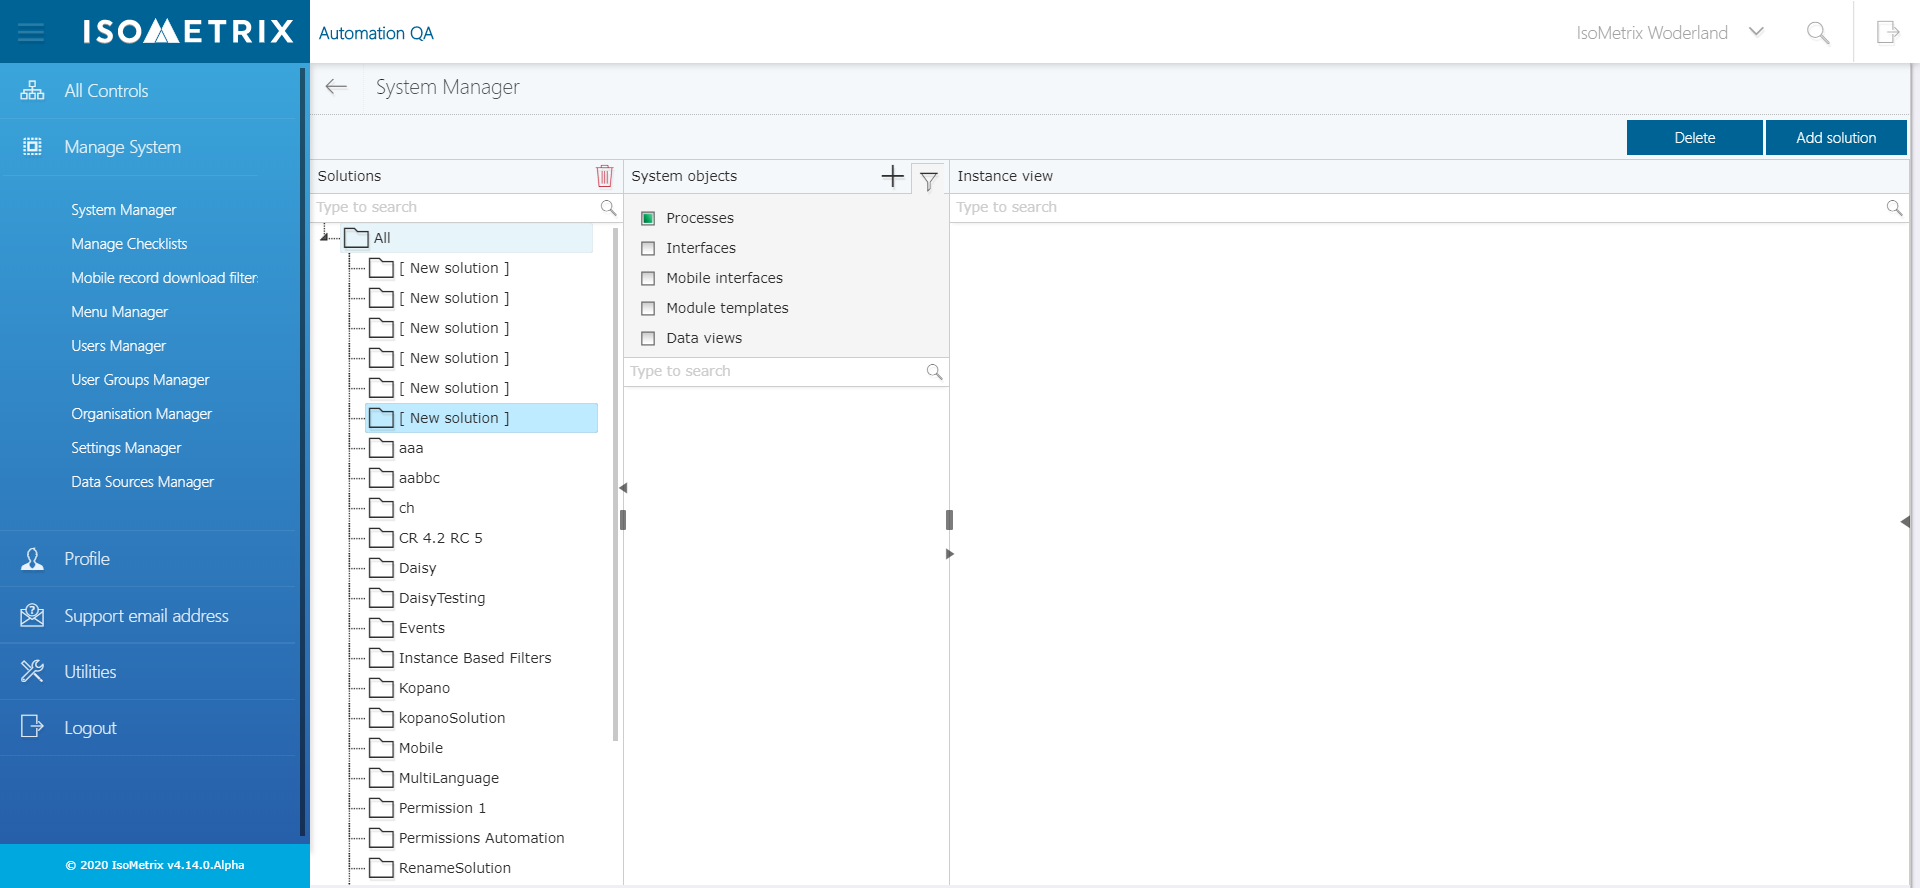 ISOMETRIX
Automation QA
IsoMetrix Woderland
All Controls
Manage System
System Manager
Manage Checklists
Mobile record download filter
Menu Manager
Users Manager
User Groups Manager
Organisation Manager
Settings Manager
Data Sources Manager
Profile
Support email address
Utilities
Logout
© 2020 IsoMetrix v4.14.0.Alpha
System Manager
Delete
Add solution
Solutions
Type to search
All
[ New solution ]
[ New solution ]
[ New solution ]
[ New solution ]
[ New solution ]
[ New solution ]
aaa
aabbc
ch
CR 4.2 RC 5
Daisy
DaisyTesting
Events
Instance Based Filters
Kopano
kopanoSolution
Mobile
MultiLanguage
Permission 1
Permissions Automation
RenameSolution
System objects
Processes
Interfaces
Mobile interfaces
Module templates
Data views
Type to search
Instance view
Type to search